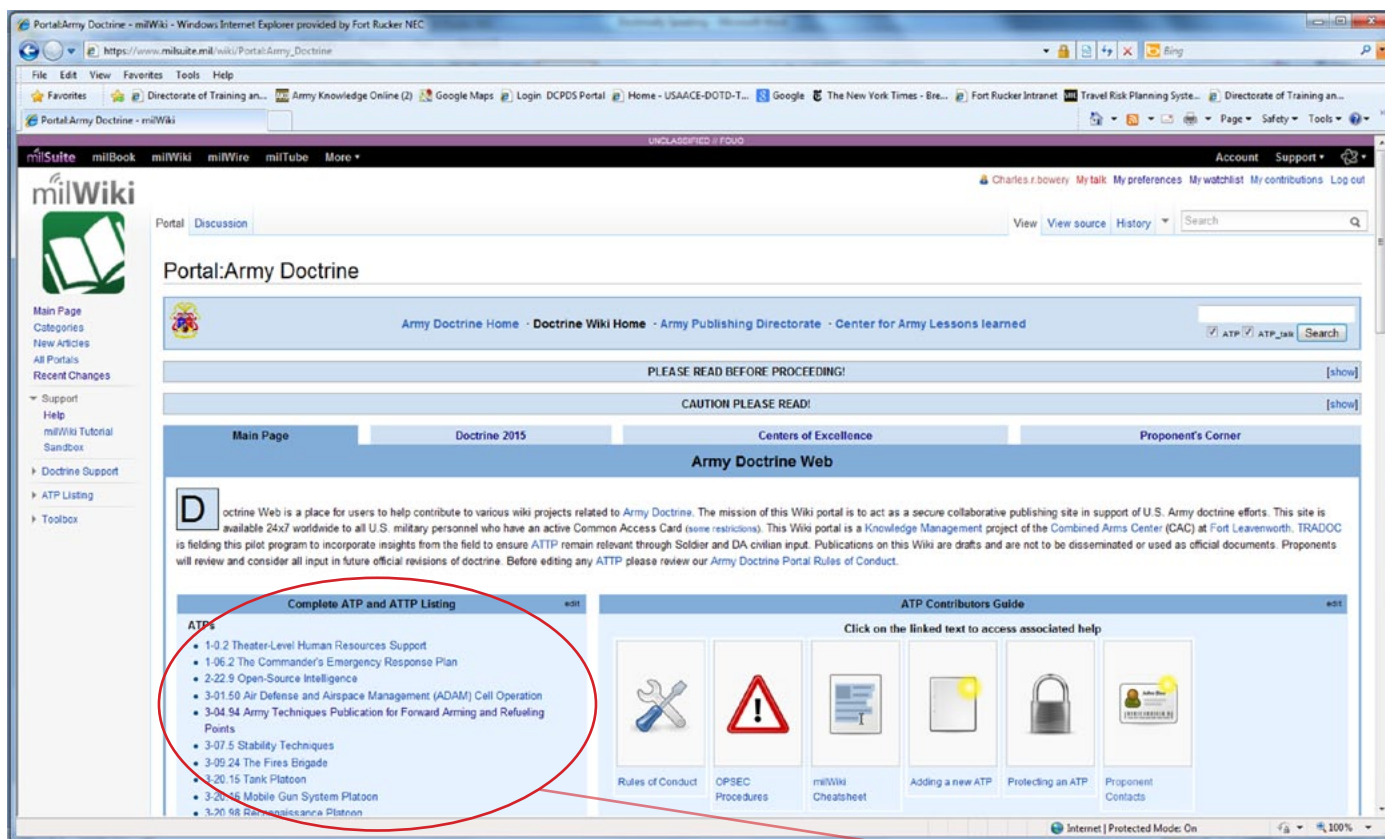 Portal:Army Doctrine - milWiki - Windows Internet Explorer provided by Fort Rucker NEC
https://www.milsuite.mil/wiki/Portal:Army_Doctrine
Bing
File Edit View Favorites Tools Help
Favorites Directorate of Training an... Army Knowledge Online (2) Google Maps Login DCPDS Portal Home - USAACE-DOTD-T... Google The New York Times - Bre... Fort Rucker Intranet Travel Risk Planning Syste... Directorate of Training an...
Portal:Army Doctrine - milWiki
Page Safety Tools
UNCLASSIFIED // FOUO
milSuite milBook milWiki milWire milTube More Account Support
Charles.r.bowery My talk My preferences My watchlist My contributions Log out
milWiki
Portal Discussion View View source History Search
Portal:Army Doctrine
Army Doctrine Home · Doctrine Wiki Home · Army Publishing Directorate · Center for Army Lessons learned
ATP ATP_talk Search
PLEASE READ BEFORE PROCEEDING! [show]
CAUTION PLEASE READ! [show]
Main Page
Categories
New Articles
All Portals
Recent Changes
Support
Help
milWiki Tutorial
Sandbox
Doctrine Support
ATP Listing
Toolbox
Main Page Doctrine 2015 Centers of Excellence Proponent's Corner
Army Doctrine Web
Doctrine Web is a place for users to help contribute to various wiki projects related to Army Doctrine. The mission of this Wiki portal is to act as a secure collaborative publishing site in support of U.S. Army doctrine efforts. This site is
available 24x7 worldwide to all U.S. military personnel who have an active Common Access Card (some restrictions). This Wiki portal is a Knowledge Management project of the Combined Arms Center (CAC) at Fort Leavenworth. TRADOC
is fielding this pilot program to incorporate insights from the field to ensure ATTP remain relevant through Soldier and DA civilian input. Publications on this Wiki are drafts and are not to be disseminated or used as official documents. Proponents
will review and consider all input in future official revisions of doctrine. Before editing any ATTP please review our Army Doctrine Portal Rules of Conduct.
Complete ATP and ATTP Listing edit
ATPs
1-0.2 Theater-Level Human Resources Support
1-06.2 The Commander's Emergency Response Plan
2-22.9 Open-Source Intelligence
3-01.50 Air Defense and Airspace Management (ADAM) Cell Operation
3-04.94 Army Techniques Publication for Forward Arming and Refueling
Points
3-07.5 Stability Techniques
3-09.24 The Fires Brigade
3-20.15 Tank Platoon
3-20.16 Mobile Gun System Platoon
3-20.98 Reconnaissance Platoon
ATP Contributors Guide edit
Click on the linked text to access associated help
Rules of Conduct
OPSEC
Procedures
milWiki
Cheatsheet
Adding a new ATP
Protecting an ATP
Proponent
Contacts
Internet | Protected Mode: On 100%